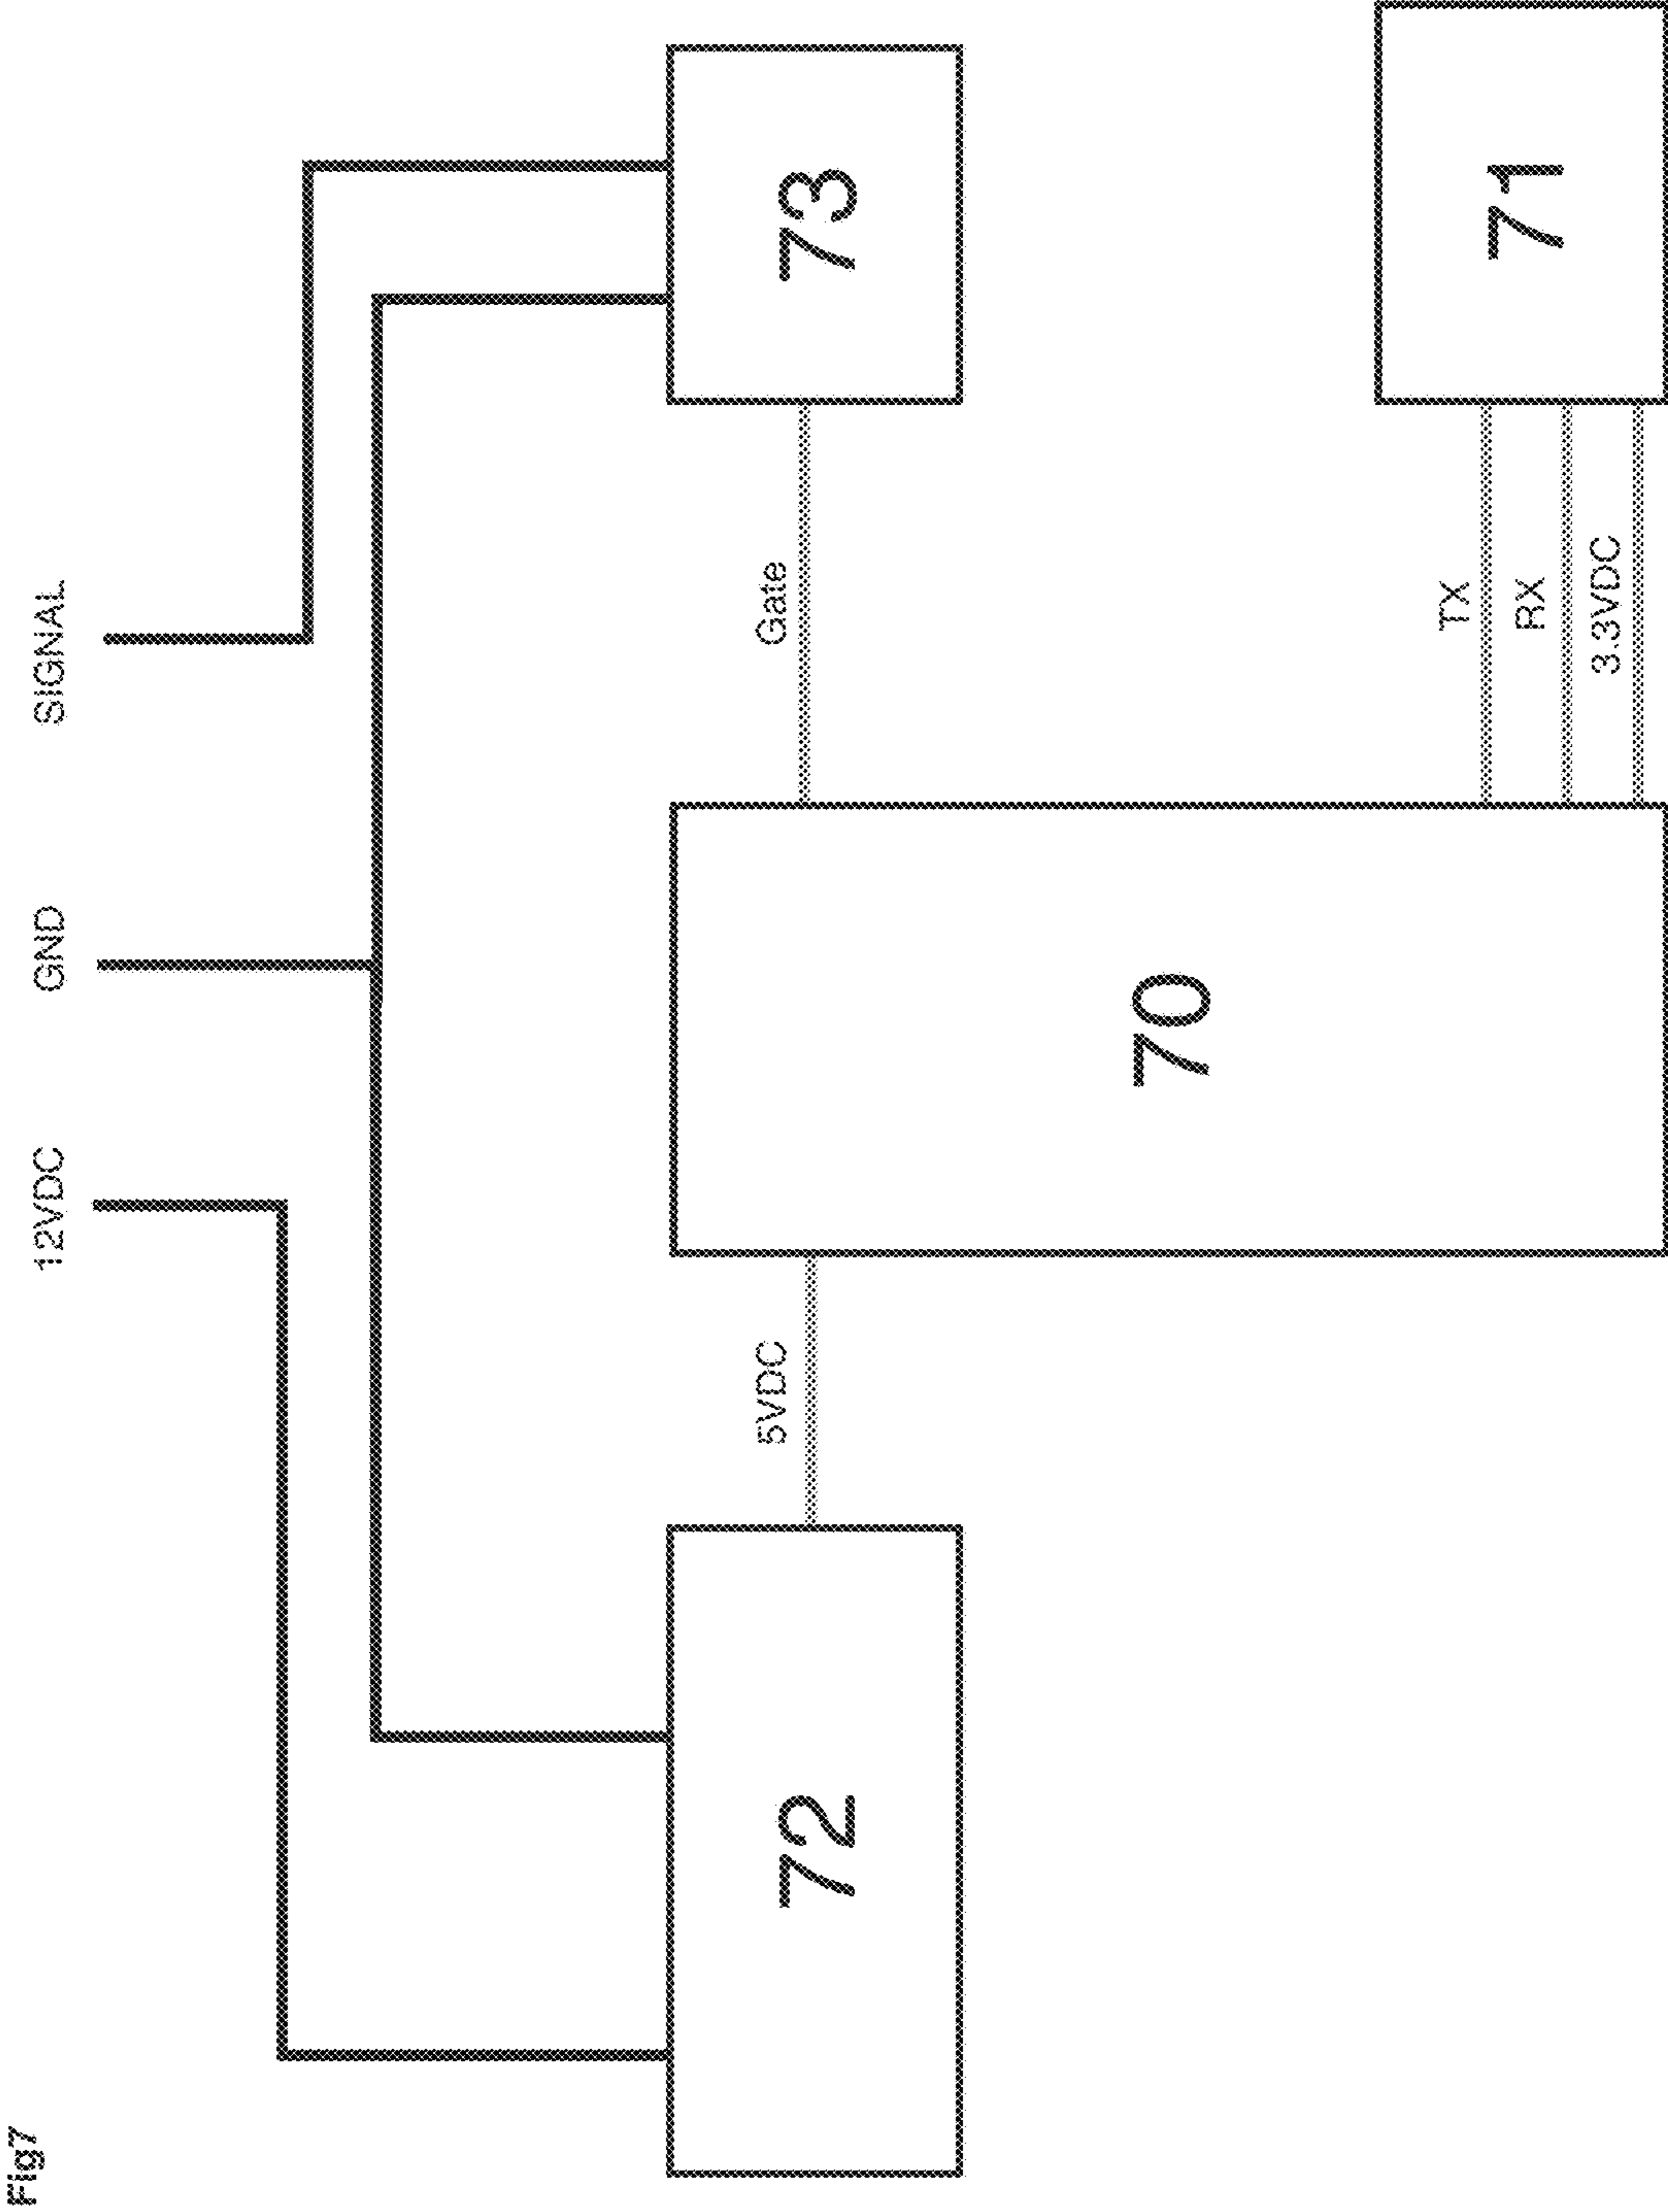 Fig7
12VDC
GND
SIGNAL
5VDC
Gate
72
73
70
TX
RX
3.3VDC
71